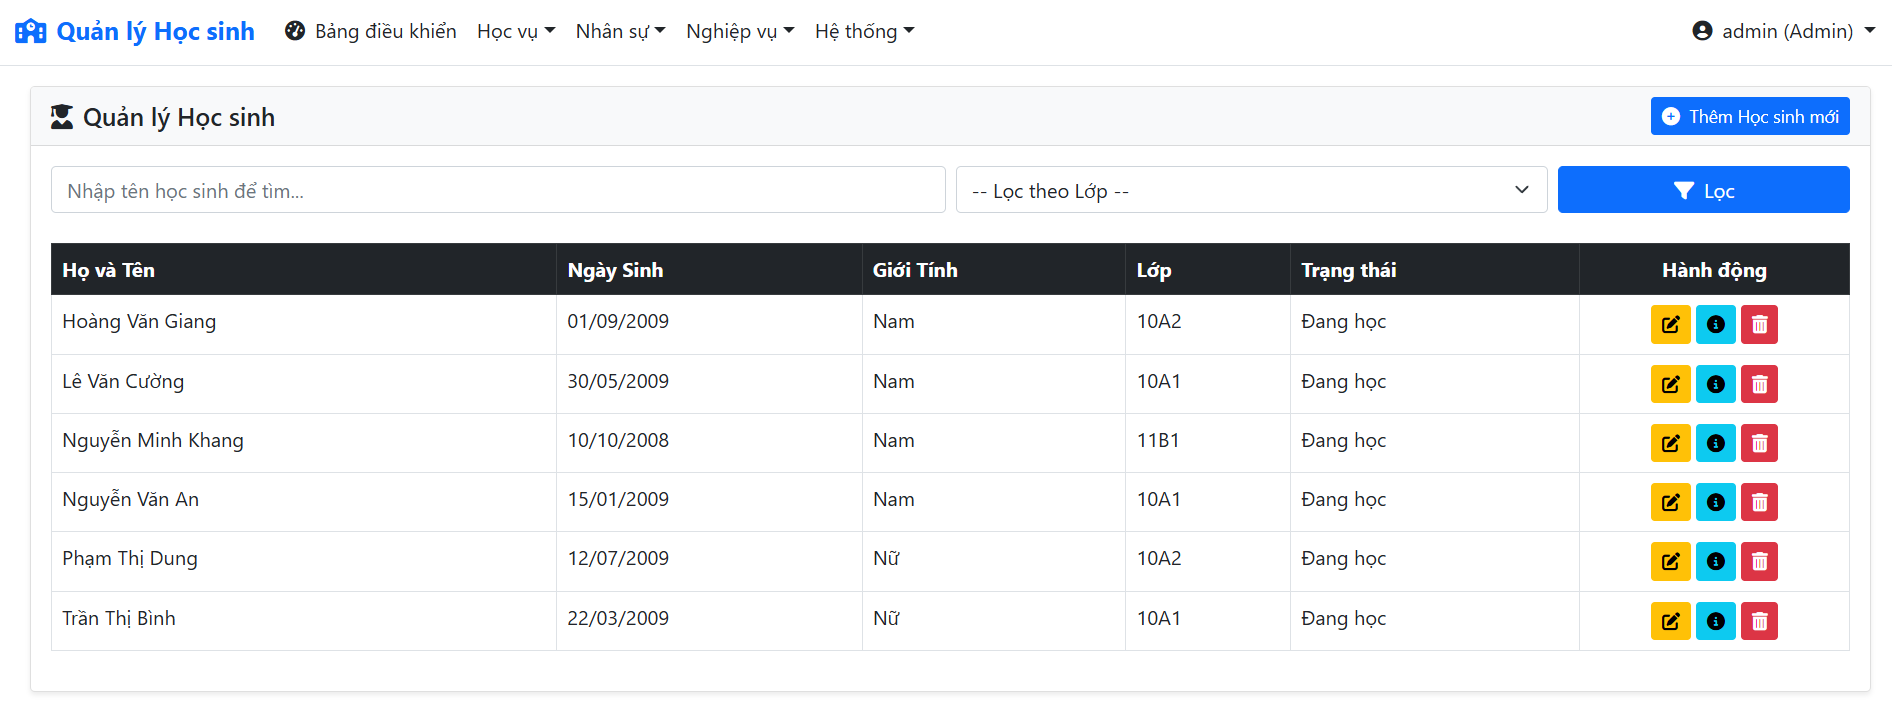 Quản lý Học sinh Bảng điều khiển Học vụ Nhân sự Nghiệp vụ Hệ thống admin (Admin)
Quản lý Học sinh Thêm Học sinh mới
Nhập tên học sinh để tìm... -- Lọc theo Lớp -- Lọc
Họ và Tên Ngày Sinh Giới Tính Lớp Trạng thái Hành động
Hoàng Văn Giang 01/09/2009 Nam 10A2 Đang học
Lê Văn Cường 30/05/2009 Nam 10A1 Đang học
Nguyễn Minh Khang 10/10/2008 Nam 11B1 Đang học
Nguyễn Văn An 15/01/2009 Nam 10A1 Đang học
Phạm Thị Dung 12/07/2009 Nữ 10A2 Đang học
Trần Thị Bình 22/03/2009 Nữ 10A1 Đang học